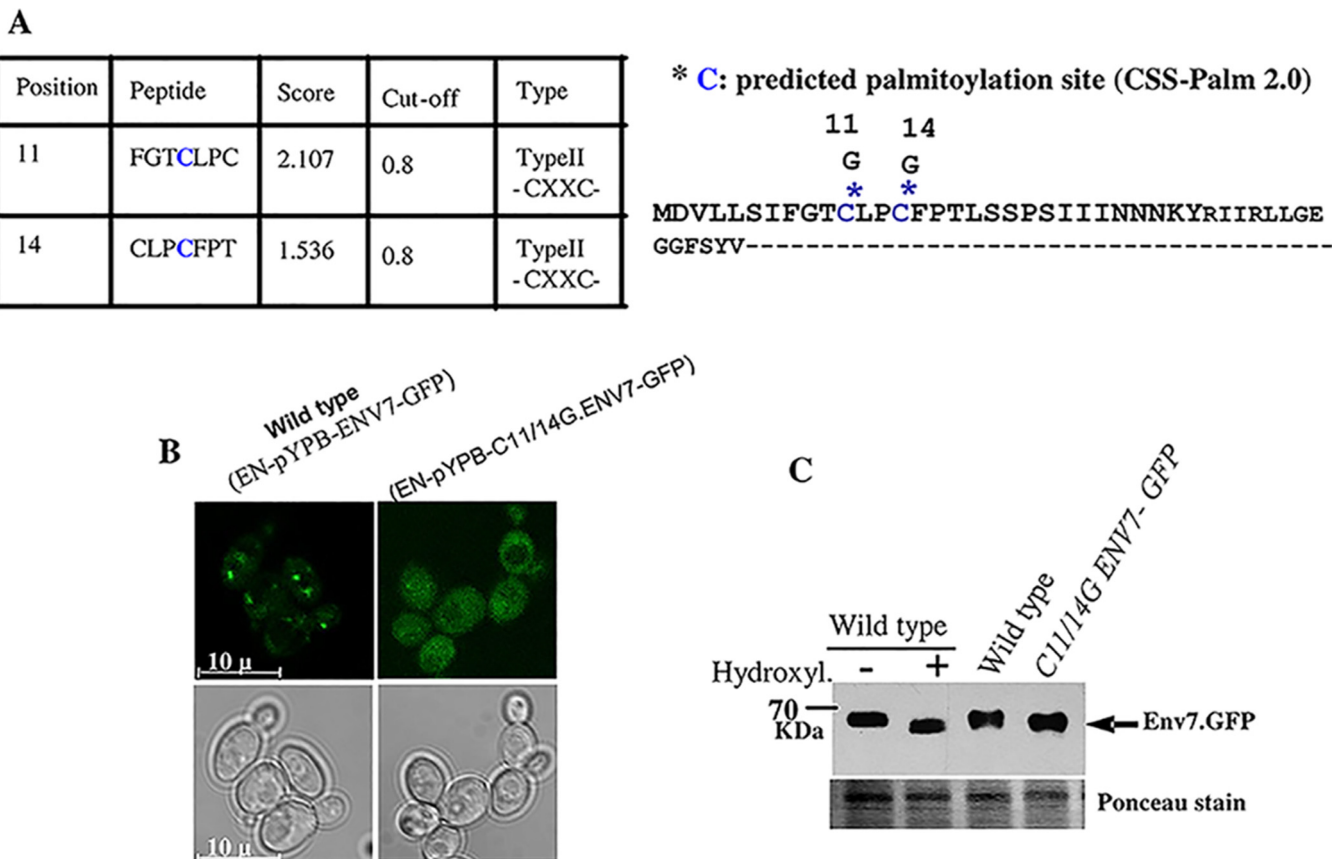 A
Position Peptide Score Cut-off Type
11 FGTCLPC 2.107 0.8 TypeII
-CXXC-
14 CLPCFPT 1.536 0.8 TypeII
-CXXC-
* C: predicted palmitoylation site (CSS-Palm 2.0)
11 14
G G
* *
MDVLLSIFGTCLPCFPTLSSPSIIINNNKYRIIRLLGE
GGFSYV------------------------------------
B
Wild type
(EN-pYPB-ENV7-GFP)
(EN-pYPB-C11/14G.ENV7-GFP)
10 µ
10 µ
C
Wild type
Wild type
C11/14G ENV7- GFP
Hydroxyl. - +
70
KDa
Env7.GFP
Ponceau stain